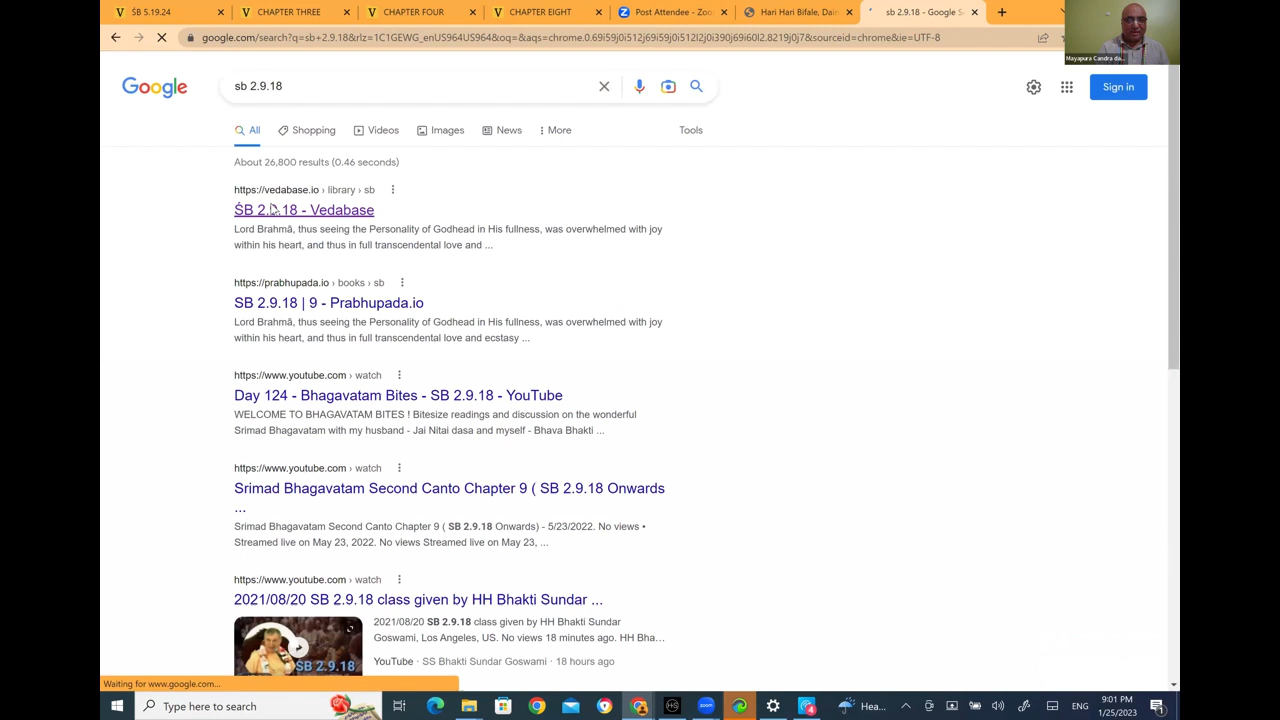 ŚB 5.19.24
CHAPTER THREE
CHAPTER FOUR
CHAPTER EIGHT
Post Attendee - Zoo
Hari Hari Bifale, Dain
sb 2.9.18 - Google S
google.com/search?q=sb+2.9.18&rlz=1C1GEWG_enUS964US964&oq=&aqs=chrome.0.69i59j0i512j69i59j0i512l2j0i390j69i60l2.8219j0j7&sourceid=chrome&ie=UTF-8
Mayapura Candra da...
Google
sb 2.9.18
Sign in
All
Shopping
Videos
Images
News
More
Tools
About 26,800 results (0.46 seconds)
https://vedabase.io › library › sb
ŚB 2.9.18 - Vedabase
Lord Brahmā, thus seeing the Personality of Godhead in His fullness, was overwhelmed with joy
within his heart, and thus in full transcendental love and ...
https://prabhupada.io › books › sb
SB 2.9.18 | 9 - Prabhupada.io
Lord Brahmā, thus seeing the Personality of Godhead in His fullness, was overwhelmed with joy
within his heart, and thus in full transcendental love and ecstasy ...
https://www.youtube.com › watch
Day 124 - Bhagavatam Bites - SB 2.9.18 - YouTube
WELCOME TO BHAGAVATAM BITES ! Bitesize readings and discussion on the wonderful
Srimad Bhagavatam with my husband - Jai Nitai dasa and myself - Bhava Bhakti ...
https://www.youtube.com › watch
Srimad Bhagavatam Second Canto Chapter 9 ( SB 2.9.18 Onwards
...
Srimad Bhagavatam Second Canto Chapter 9 ( SB 2.9.18 Onwards) - 5/23/2022. No views •
Streamed live on May 23, 2022. No views Streamed live on May 23, ...
https://www.youtube.com › watch
2021/08/20 SB 2.9.18 class given by HH Bhakti Sundar ...
2021/08/20 SB 2.9.18 class given by HH Bhakti Sundar
Goswami, Los Angeles, US. No views 18 minutes ago. HH Bha...
SB 2.9.18
YouTube · SS Bhakti Sundar Goswami · 18 hours ago
Waiting for www.google.com...
Type here to search
4
Hea...
ENG
9:01 PM
1/25/2023
1